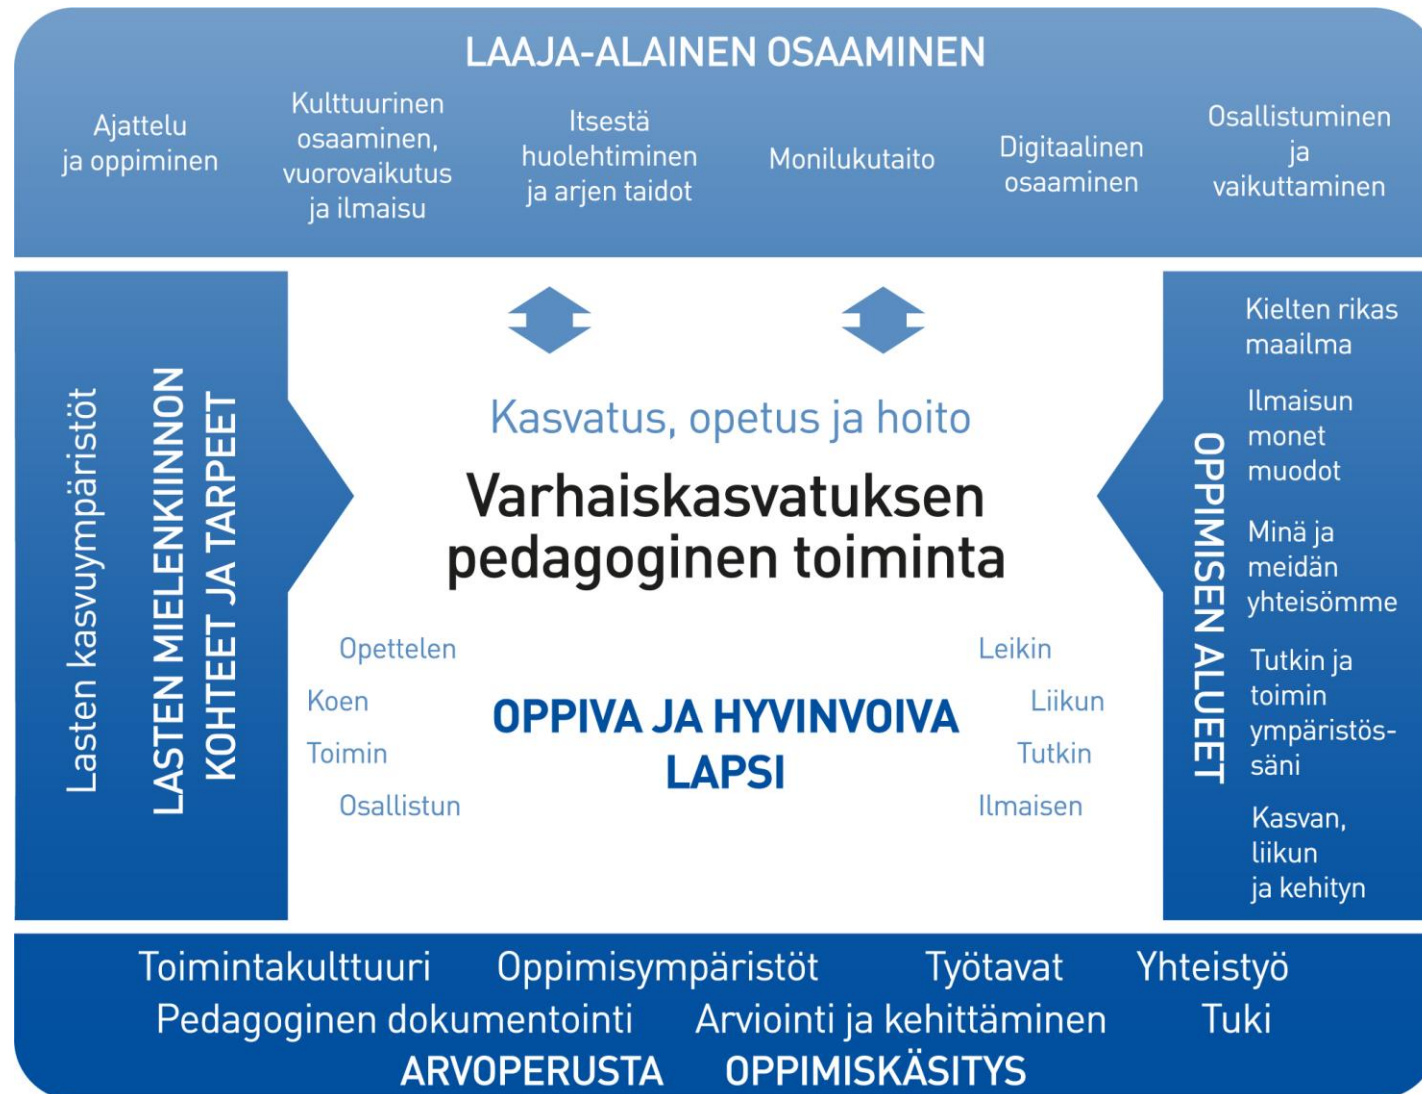 LAAJA-ALAINEN OSAAMINEN
Ajattelu
ja oppiminen
Kulttuurinen
osaaminen,
vuorovaikutus
ja ilmaisu
Itsestä
huolehtiminen
ja arjen taidot
Monilukutaito
Digitaalinen
osaaminen
Osallistuminen
ja
vaikuttaminen
Lasten kasvuympäristöt
LASTEN MIELENKIINNON
KOHTEET JA TARPEET
Kasvatus, opetus ja hoito
Varhaiskasvatuksen
pedagoginen toiminta
Opettelen
Koen
Toimin
Osallistun
OPPIVA JA HYVINVOIVA
LAPSI
Leikin
Liikun
Tutkin
Ilmaisen
OPPIMISEN ALUEET
Kielten rikas
maailma
Ilmaisun
monet
muodot
Minä ja
meidän
yhteisömme
Tutkin ja
toimin
ympäristös-
säni
Kasvan,
liikun
ja kehityn
Toimintakulttuuri Oppimisympäristöt Työtavat Yhteistyö
Pedagoginen dokumentointi Arviointi ja kehittäminen Tuki
ARVOPERUSTA OPPIMISKÄSITYS